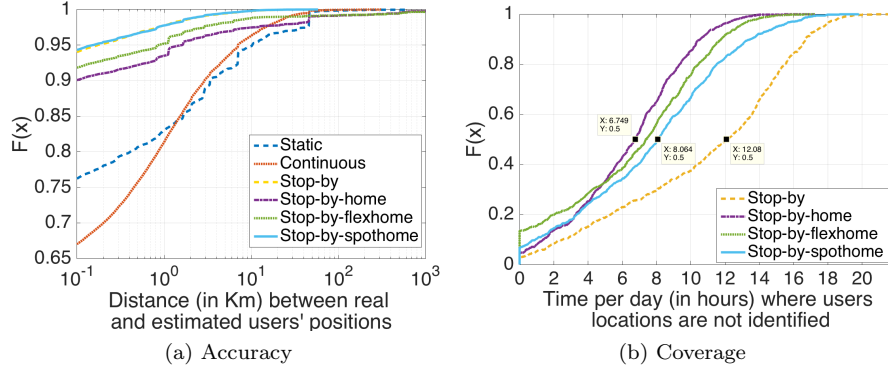 1
0.95
0.9
0.85
0.8
0.75
0.7
0.65
F(x)
Static
Continuous
Stop-by
Stop-by-home
Stop-by-flexhome
Stop-by-spothome
10^-1
10^0
10^1
10^2
10^3
Distance (in Km) between real
and estimated users' positions
(a) Accuracy
1
0.8
0.6
0.4
0.2
0
F(x)
X: 6.749
Y: 0.5
X: 8.064
Y: 0.5
X: 12.08
Y: 0.5
Stop-by
Stop-by-home
Stop-by-flexhome
Stop-by-spothome
0 2 4 6 8 10 12 14 16 18 20
Time per day (in hours) where users
locations are not identified
(b) Coverage